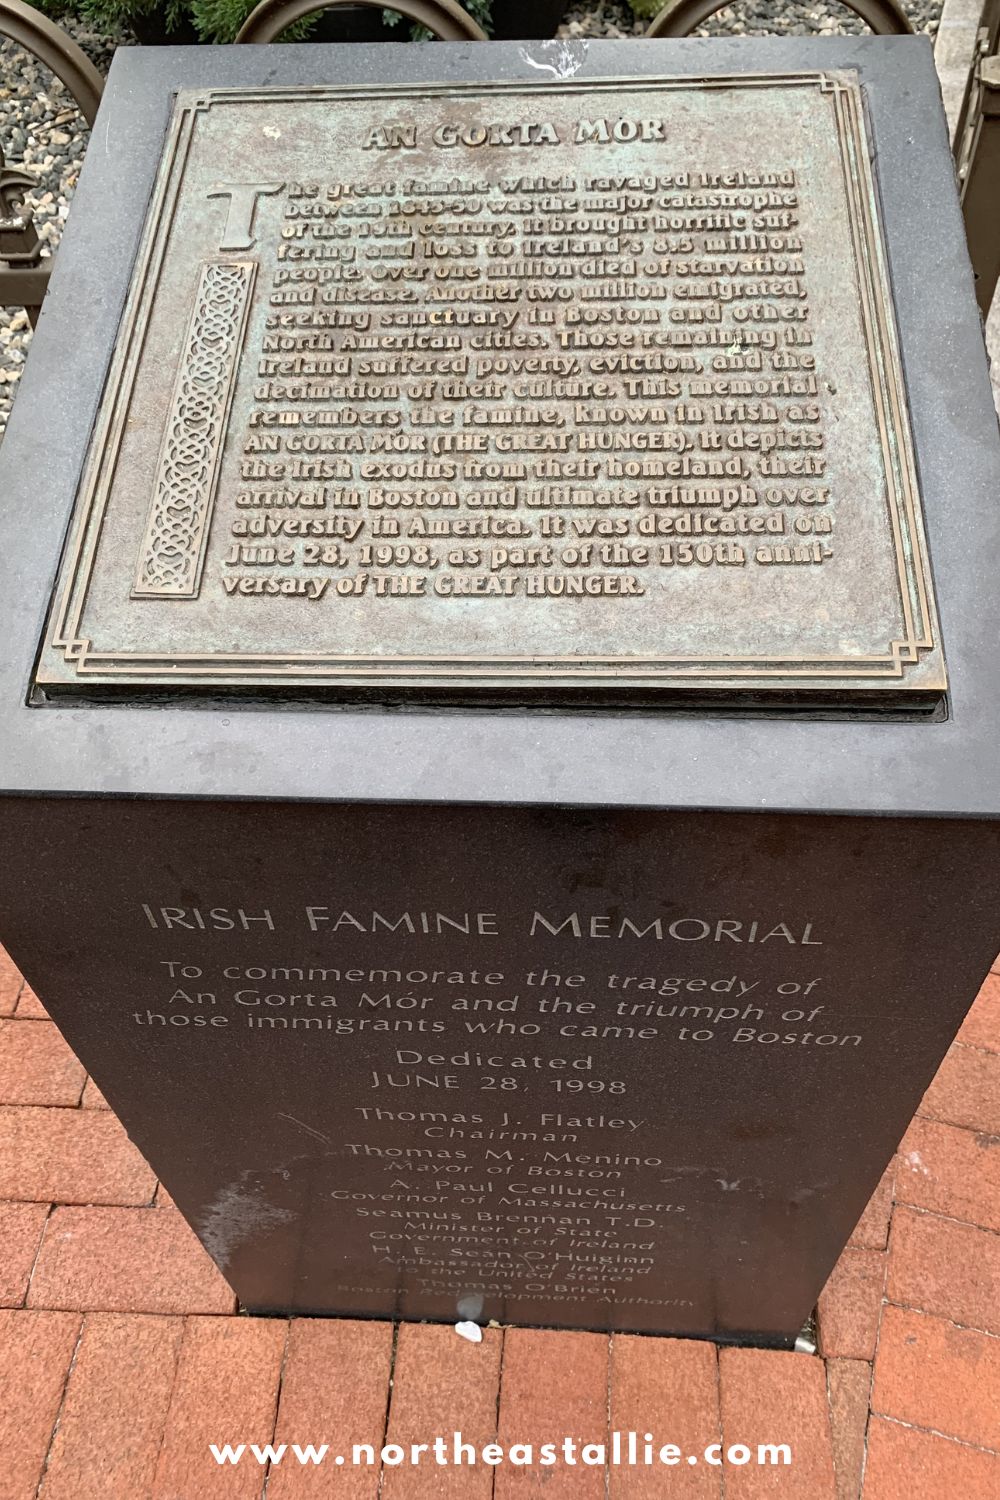 AN GORTA MÓR
The great famine which ravaged Ireland
between 1845-50 was the major catastrophe
of the 19th century. It brought horrific suf-
fering and loss to Ireland's 8.5 million
people. Over one million died of starvation
and disease. Another two million emigrated,
seeking sanctuary in Boston and other
North American cities. Those remaining in
Ireland suffered poverty, eviction, and the
decimation of their culture. This memorial
remembers the famine, known in Irish as
AN GORTA MÓR (THE GREAT HUNGER). It depicts
the Irish exodus from their homeland, their
arrival in Boston and ultimate triumph over
adversity in America. It was dedicated on
June 28, 1998, as part of the 150th anni-
versary of THE GREAT HUNGER.
IRISH FAMINE MEMORIAL
To commemorate the tragedy of
An Gorta Mór and the triumph of
those immigrants who came to Boston
Dedicated
JUNE 28, 1998
Thomas J. Flatley
Chairman
Thomas M. Menino
Mayor of Boston
A. Paul Cellucci
Governor of Massachusetts
Seamus Brennan T.D.
Minister of State
Government of Ireland
H. E. Seán O'Huiginn
Ambassador of Ireland
to the United States
Thomas O'Brien
Boston Redevelopment Authority
www.northeastallie.com